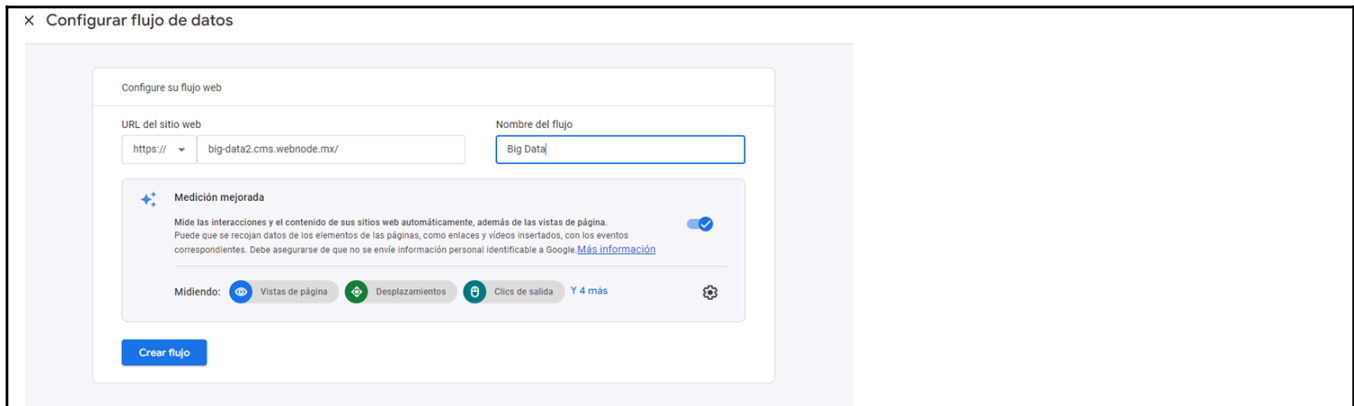 × Configurar flujo de datos
Configure su flujo web
URL del sitio web
Nombre del flujo
https://
big-data2.cms.webnode.mx/
Big Data
Medición mejorada
Mide las interacciones y el contenido de sus sitios web automáticamente, además de las vistas de página.
Puede que se recojan datos de los elementos de las páginas, como enlaces y vídeos insertados, con los eventos
correspondientes. Debe asegurarse de que no se envíe información personal identificable a Google.Más información
Midiendo: Vistas de página Desplazamientos Clics de salida Y 4 más
Crear flujo